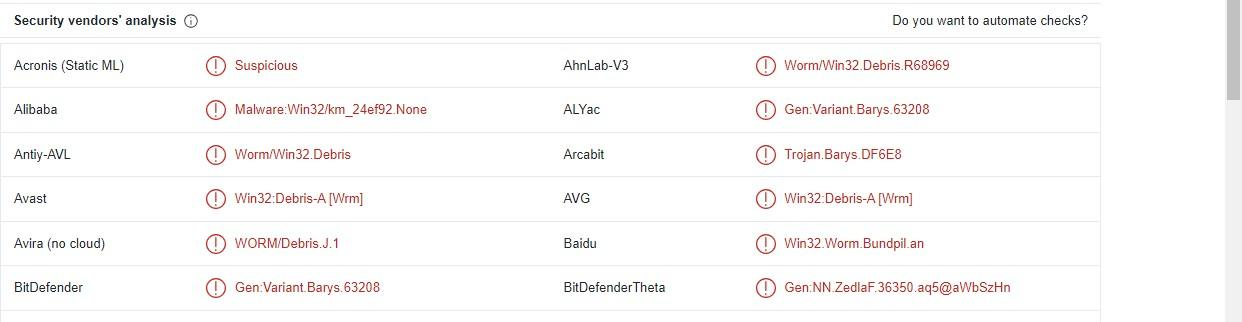 Security vendors' analysis Do you want to automate checks?
Acronis (Static ML) Suspicious AhnLab-V3 Worm/Win32.Debris.R68969
Alibaba Malware:Win32/km_24ef92.None ALYac Gen:Variant.Barys.63208
Antiy-AVL Worm/Win32.Debris Arcabit Trojan.Barys.DF6E8
Avast Win32:Debris-A [Wrm] AVG Win32:Debris-A [Wrm]
Avira (no cloud) WORM/Debris.J.1 Baidu Win32.Worm.Bundpil.an
BitDefender Gen:Variant.Barys.63208 BitDefenderTheta Gen:NN.ZedlaF.36350.aq5@aWbSzHn